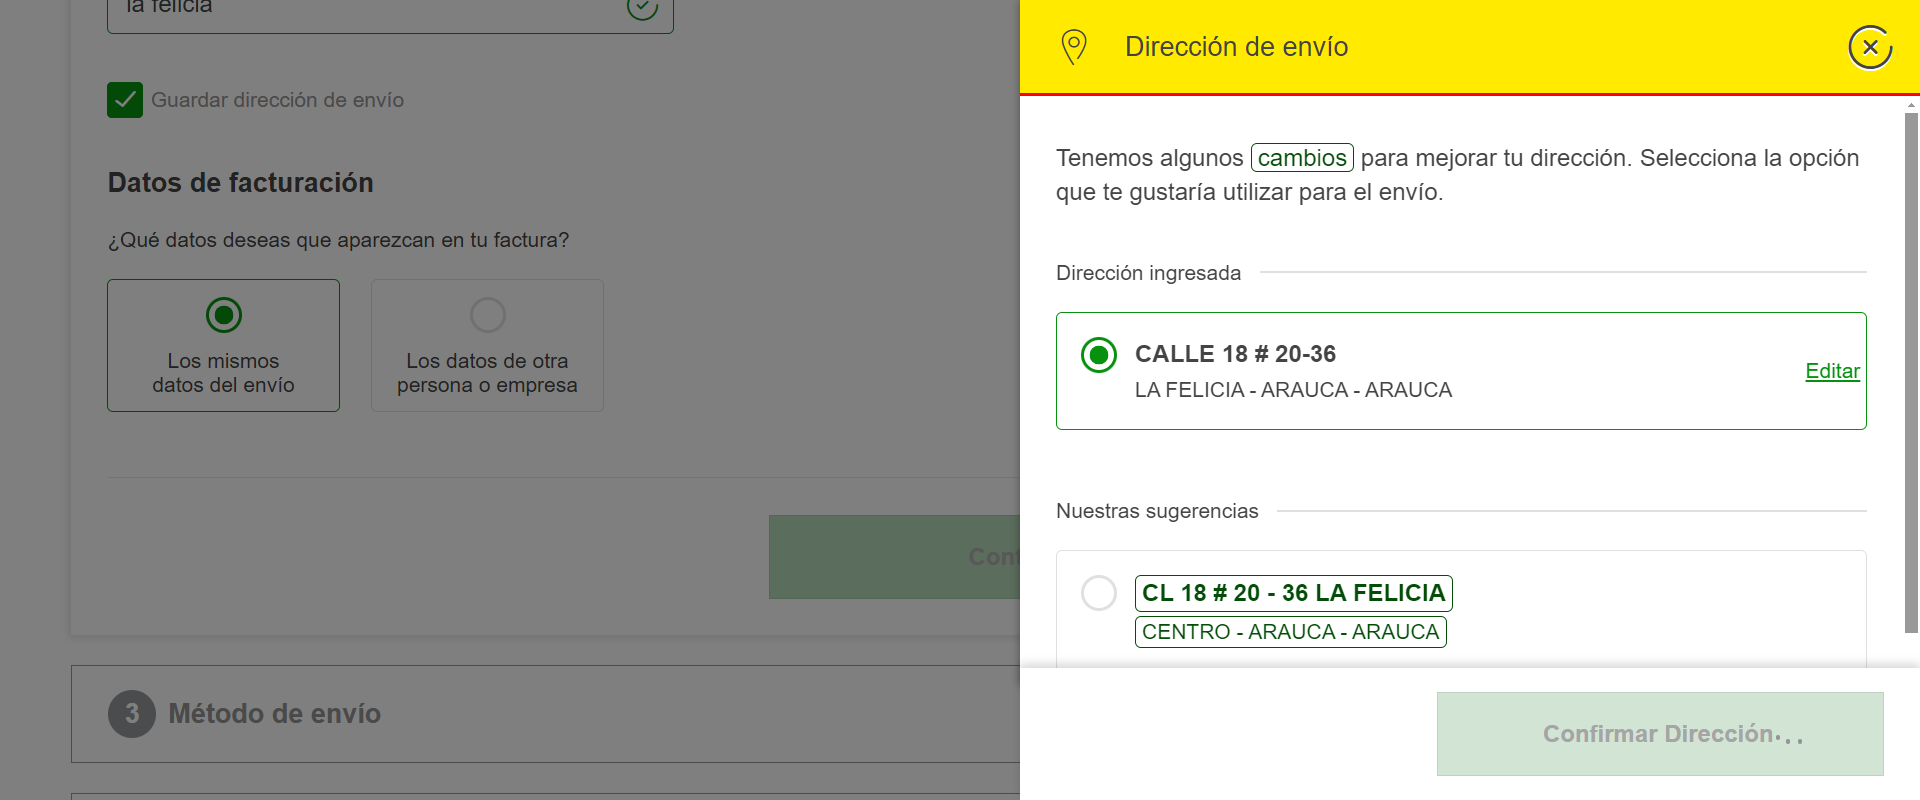 la felicia
Guardar dirección de envío
Datos de facturación
¿Qué datos deseas que aparezcan en tu factura?
Los mismos
datos del envío
Los datos de otra
persona o empresa
Conf
3 Método de envío
Dirección de envío
Tenemos algunos cambios para mejorar tu dirección. Selecciona la opción
que te gustaría utilizar para el envío.
Dirección ingresada
CALLE 18 # 20-36
LA FELICIA - ARAUCA - ARAUCA
Editar
Nuestras sugerencias
CL 18 # 20 - 36 LA FELICIA
CENTRO - ARAUCA - ARAUCA
Confirmar Dirección...